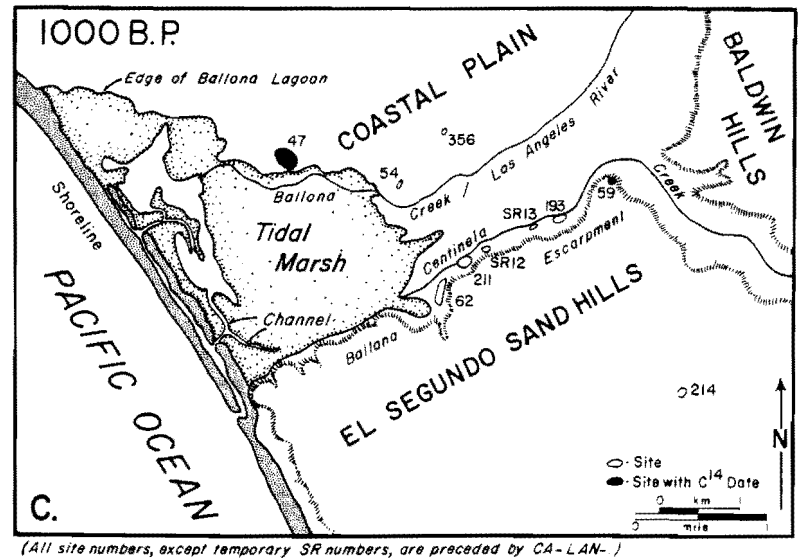 1000 B.P.
Edge of Ballona Lagoon
COASTAL PLAIN
BALDWIN
HILLS
47
356
54
Ballona
Creek / Los Angeles River
Shoreline
Tidal
Marsh
Centinela
Creek
SR13
193
59
SR12
211
62
Escarpment
Channel
Ballana
PACIFIC OCEAN
EL SEGUNDO SAND HILLS
214
N
- Site
- Site with C14 Date
0 km 1
0 mile 1
C.
(All site numbers, except temporary SR numbers, are preceded by CA-LAN-.)